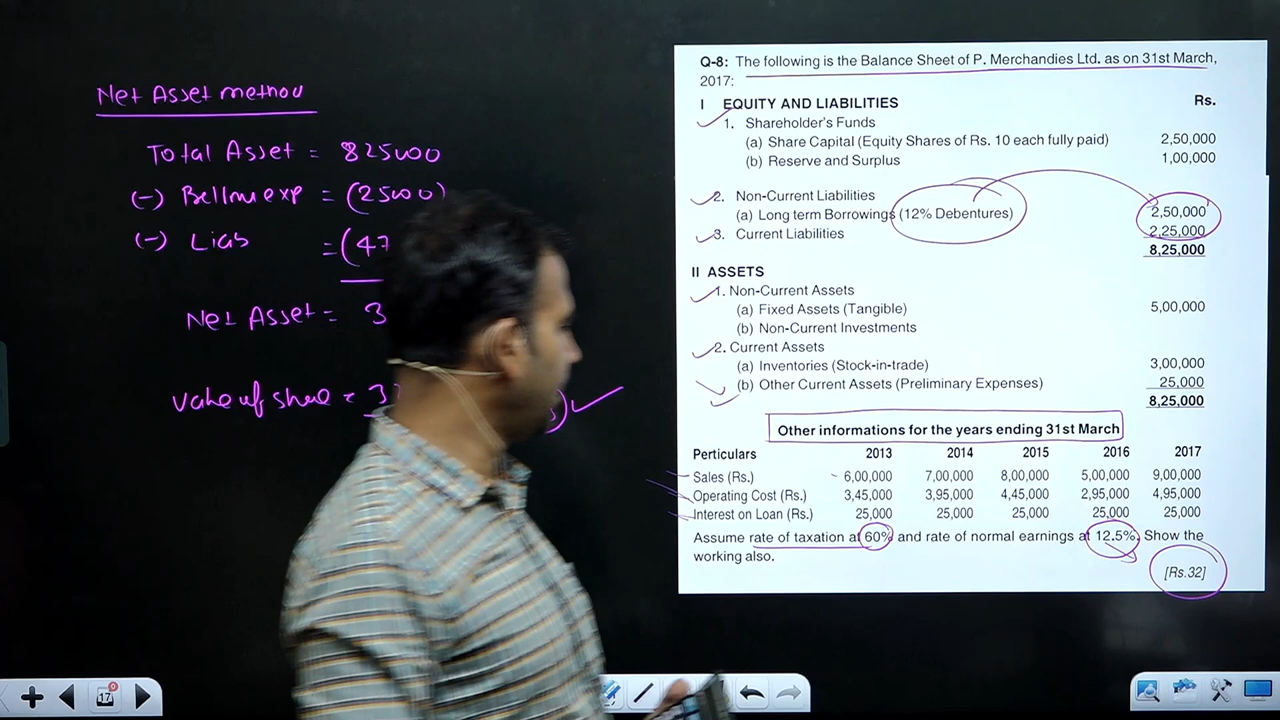 Net Asset method
Total Asset = 825000
(-) = (25000)
(-) Liab = (47
Net Asset = 3
value of share = 3
Q-8: The following is the Balance Sheet of P. Merchandies Ltd. as on 31st March,
2017:
I EQUITY AND LIABILITIES Rs.
1. Shareholder's Funds
(a) Share Capital (Equity Shares of Rs. 10 each fully paid) 2,50,000
(b) Reserve and Surplus 1,00,000
2. Non-Current Liabilities
(a) Long term Borrowings (12% Debentures) 2,50,000
3. Current Liabilities 2,25,000
8,25,000
II ASSETS
1. Non-Current Assets
(a) Fixed Assets (Tangible) 5,00,000
(b) Non-Current Investments
2. Current Assets
(a) Inventories (Stock-in-trade) 3,00,000
(b) Other Current Assets (Preliminary Expenses) 25,000
8,25,000
Other informations for the years ending 31st March
Perticulars 2013 2014 2015 2016 2017
Sales (Rs.) 6,00,000 7,00,000 8,00,000 5,00,000 9,00,000
Operating Cost (Rs.) 3,45,000 3,95,000 4,45,000 2,95,000 4,95,000
Interest on Loan (Rs.) 25,000 25,000 25,000 25,000 25,000
Assume rate of taxation at 60% and rate of normal earnings at 12.5%. Show the
working also.
[Rs.32]
17